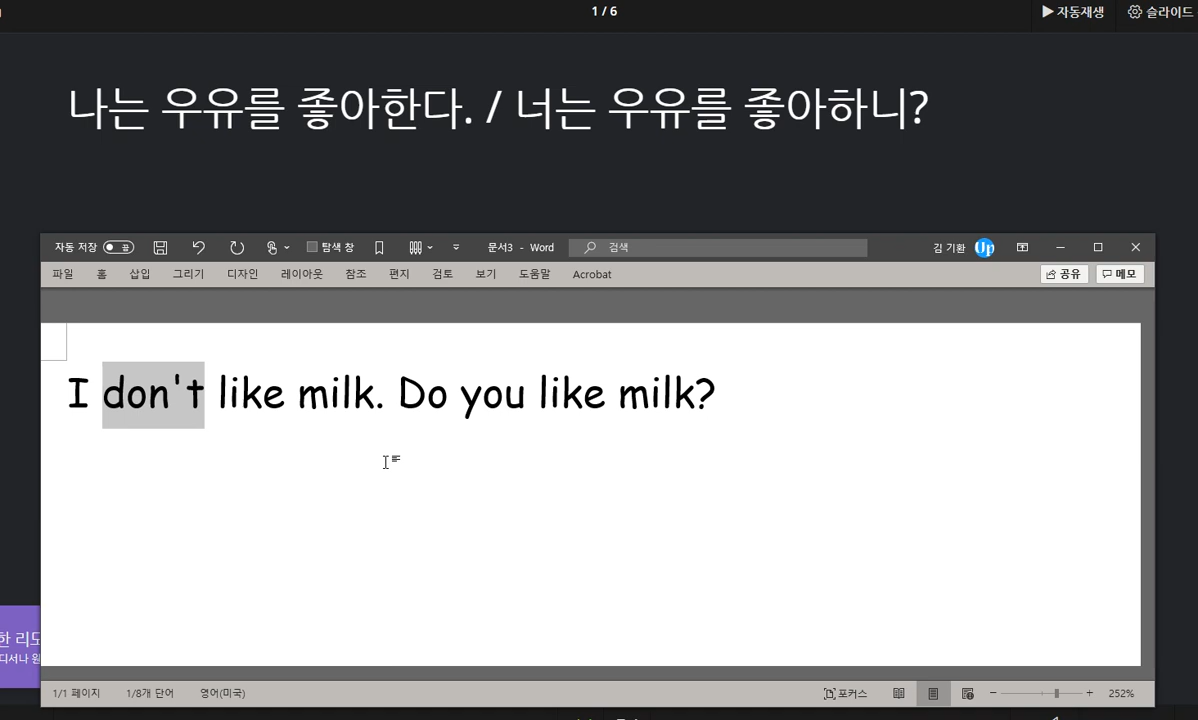 1 / 6
▶ 자동재생
슬라이드
나는 우유를 좋아한다. / 너는 우유를 좋아하니?
자동 저장 끔
탐색 창
문서3 - Word
검색
김 기환
Up
파일 홈 삽입 그리기 디자인 레이아웃 참조 편지 검토 보기 도움말 Acrobat
공유
메모
I don't like milk. Do you like milk?
1/1 페이지 1/8개 단어 영어(미국)
포커스
252%